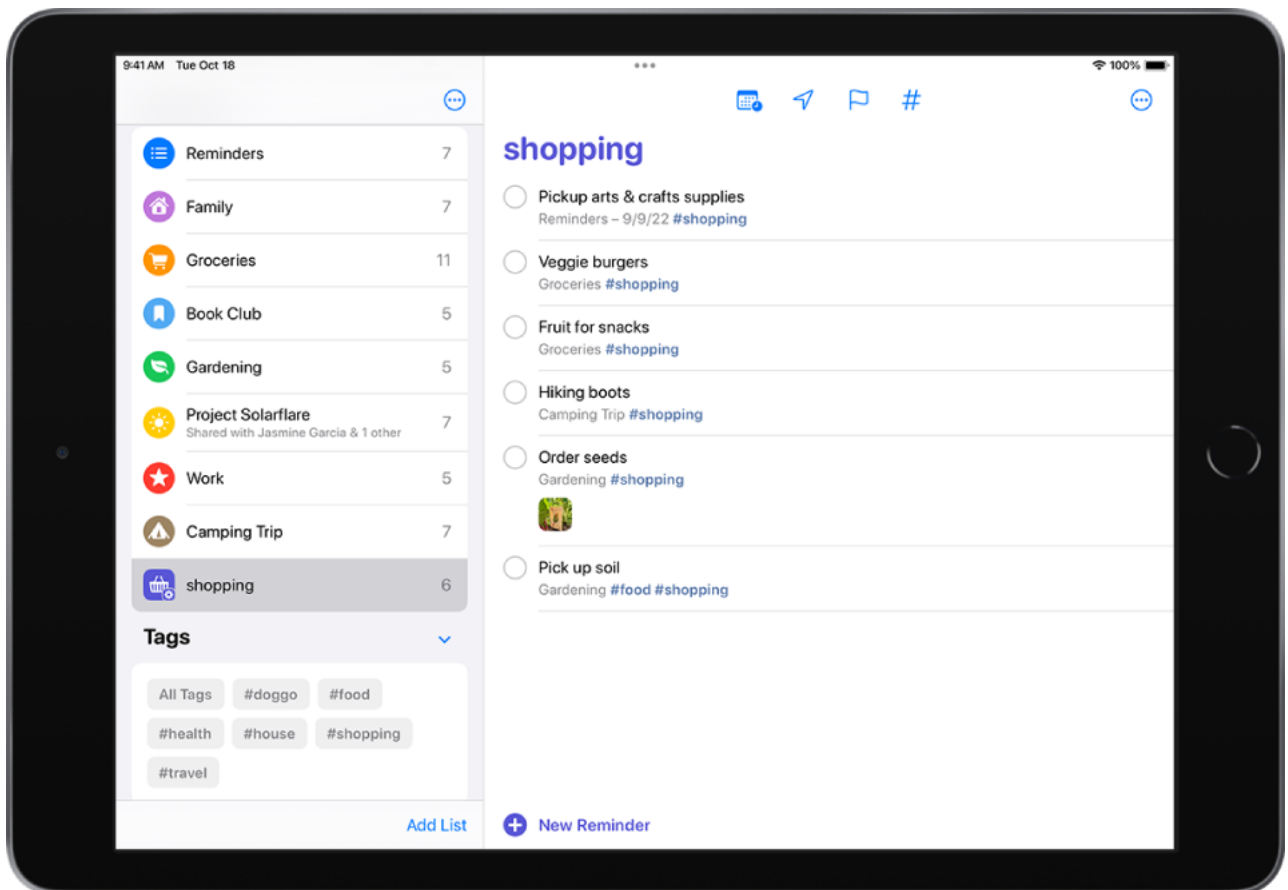 9:41 AM Tue Oct 18
100%
Reminders 7
Family 7
Groceries 11
Book Club 5
Gardening 5
Project Solarflare 7
Shared with Jasmine Garcia & 1 other
Work 5
Camping Trip 7
shopping 6
Tags
All Tags #doggo #food
#health #house #shopping
#travel
Add List
shopping
Pickup arts & crafts supplies
Reminders – 9/9/22 #shopping
Veggie burgers
Groceries #shopping
Fruit for snacks
Groceries #shopping
Hiking boots
Camping Trip #shopping
Order seeds
Gardening #shopping
Pick up soil
Gardening #food #shopping
New Reminder